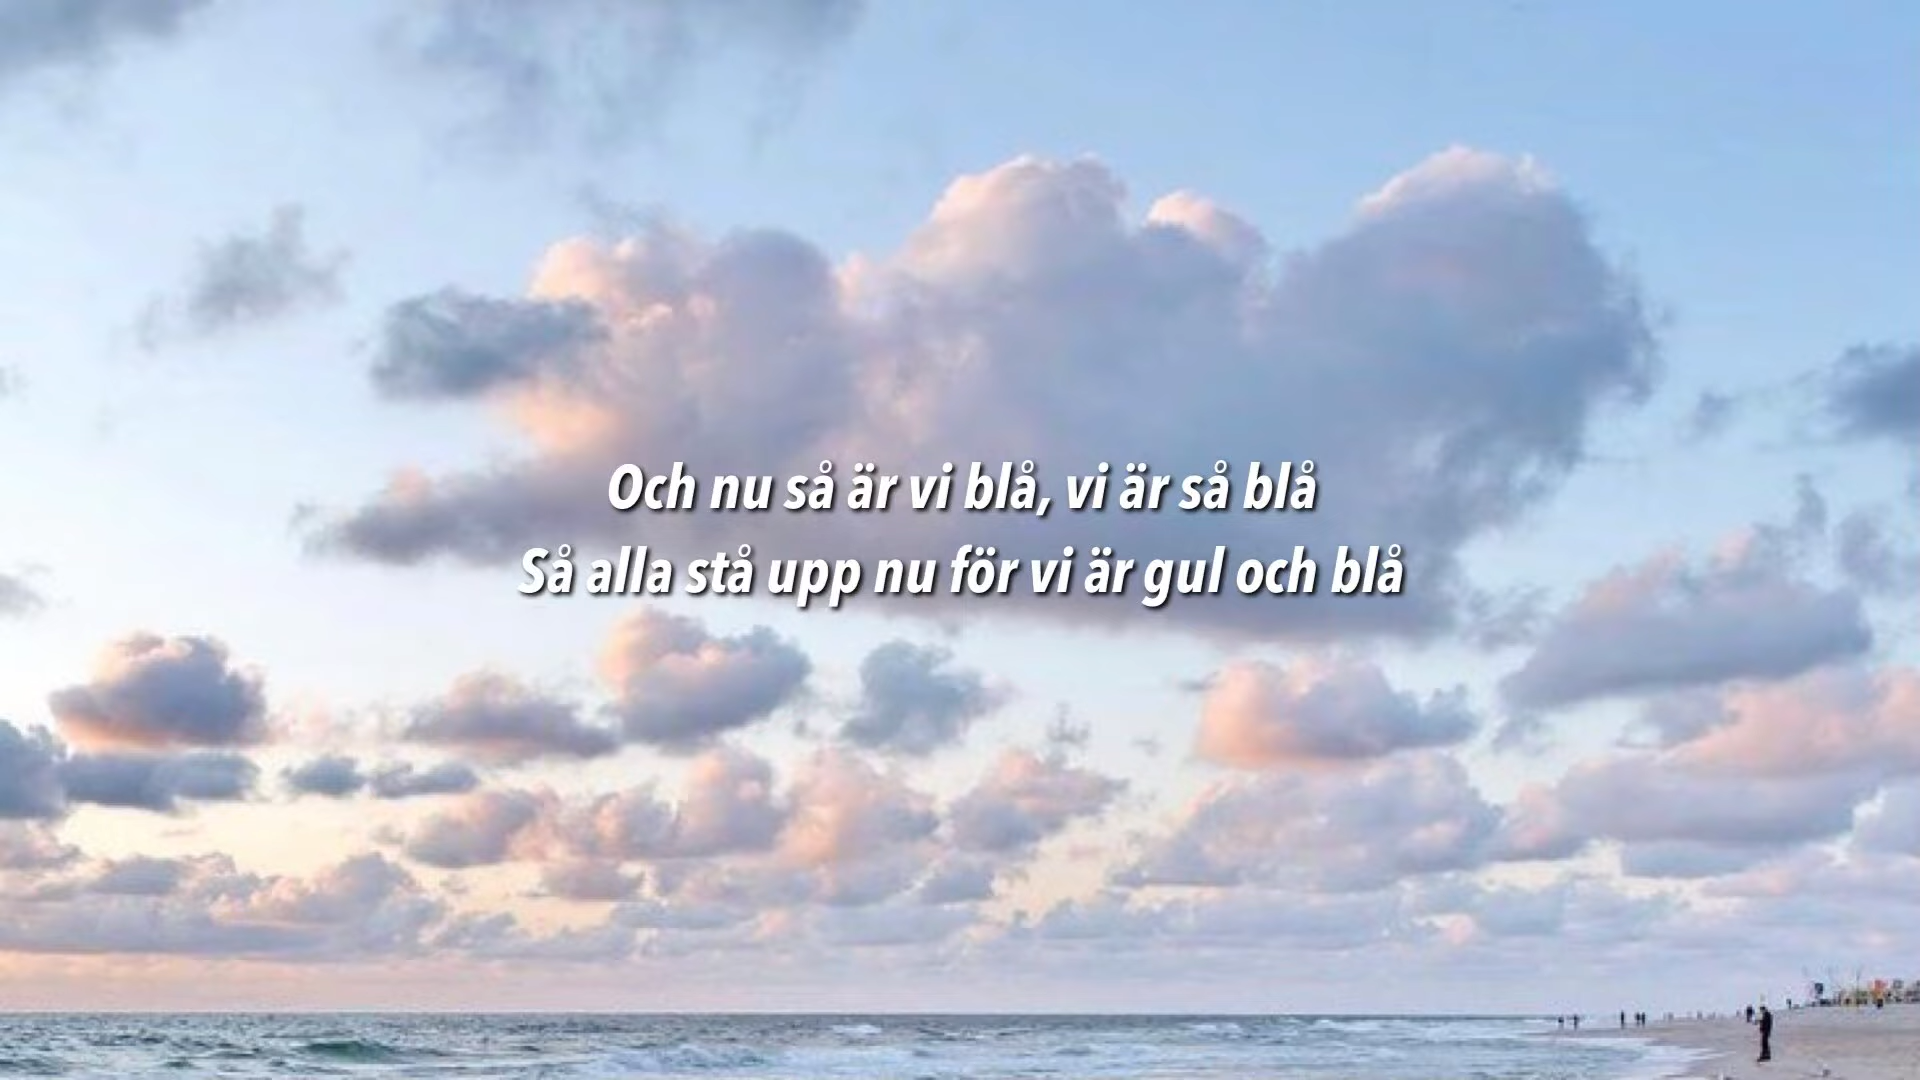 Och nu så är vi blå, vi är så blå
Så alla stå upp nu för vi är gul och blå